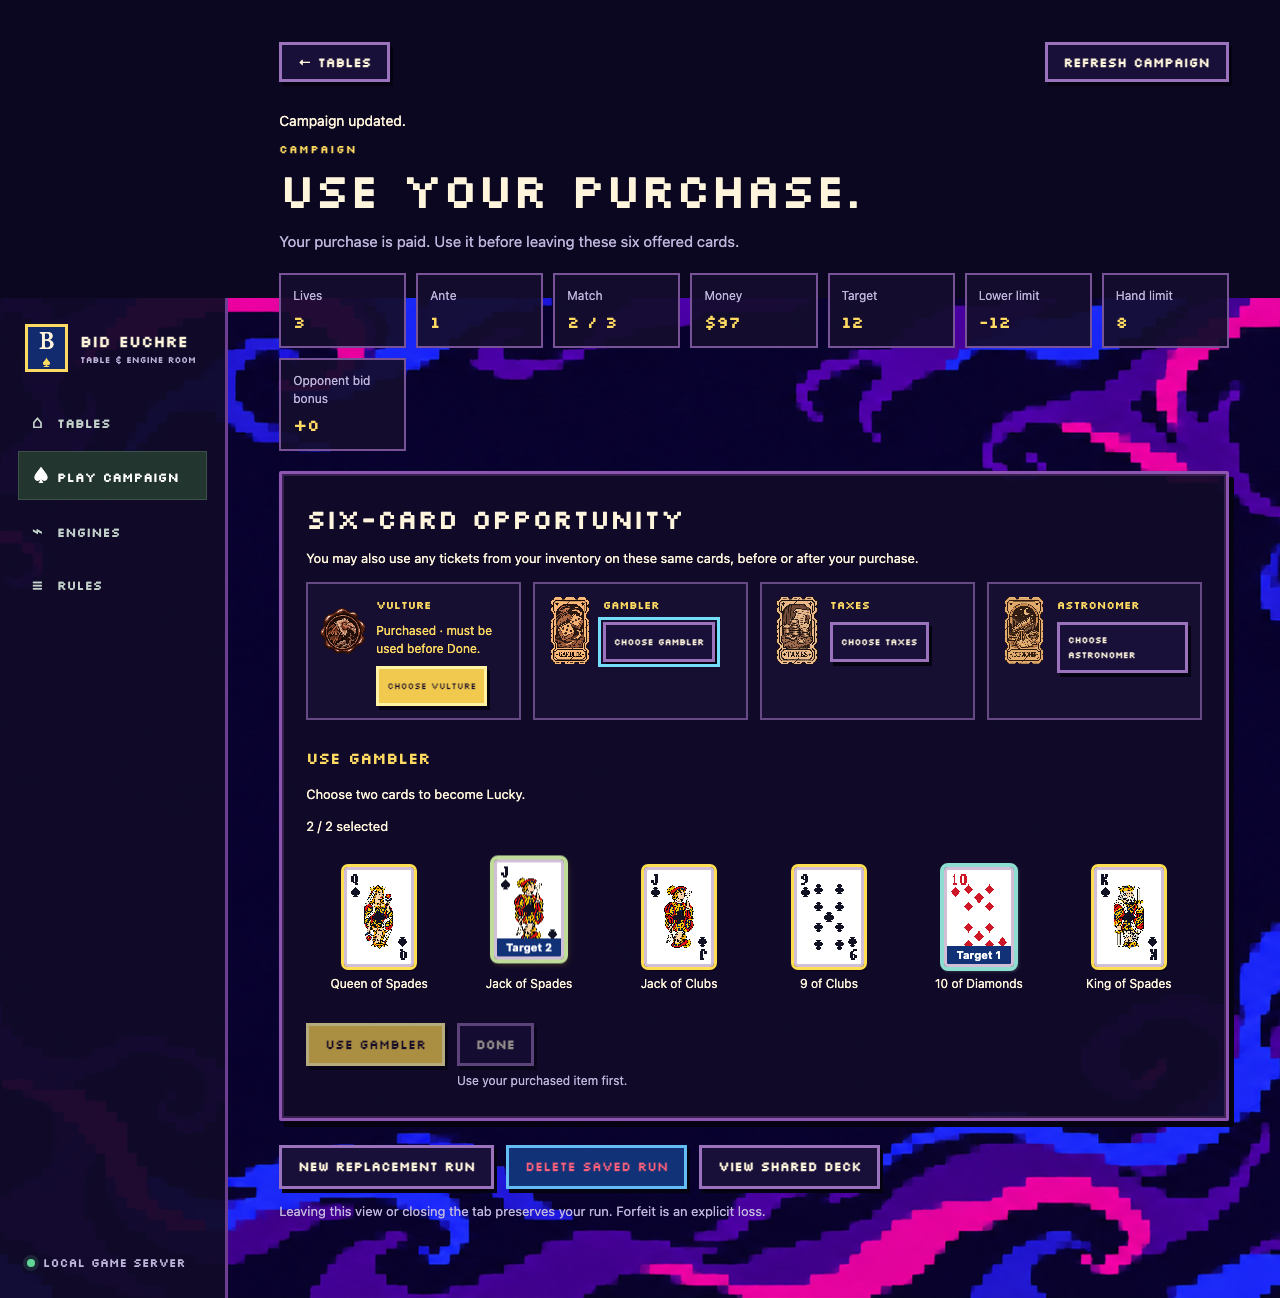 ← TABLES
REFRESH CAMPAIGN
Campaign updated.
CAMPAIGN
USE YOUR PURCHASE.
Your purchase is paid. Use it before leaving these six offered cards.
Lives
3
Ante
1
Match
2 / 3
Money
$97
Target
12
Lower limit
-12
Hand limit
8
Opponent bid bonus
+0
B
BID EUCHRE
TABLE & ENGINE ROOM
TABLES
PLAY CAMPAIGN
ENGINES
RULES
LOCAL GAME SERVER
SIX-CARD OPPORTUNITY
You may also use any tickets from your inventory on these same cards, before or after your purchase.
VULTURE
Purchased · must be used before Done.
CHOOSE VULTURE
GAMBLER
CHOOSE GAMBLER
TAXES
CHOOSE TAXES
ASTRONOMER
CHOOSE ASTRONOMER
USE GAMBLER
Choose two cards to become Lucky.
2 / 2 selected
Q
Q
Queen of Spades
J
Target 2
Jack of Spades
J
J
Jack of Clubs
9
9
9 of Clubs
10
Target 1
10 of Diamonds
K
K
King of Spades
USE GAMBLER
DONE
Use your purchased item first.
NEW REPLACEMENT RUN
DELETE SAVED RUN
VIEW SHARED DECK
Leaving this view or closing the tab preserves your run. Forfeit is an explicit loss.